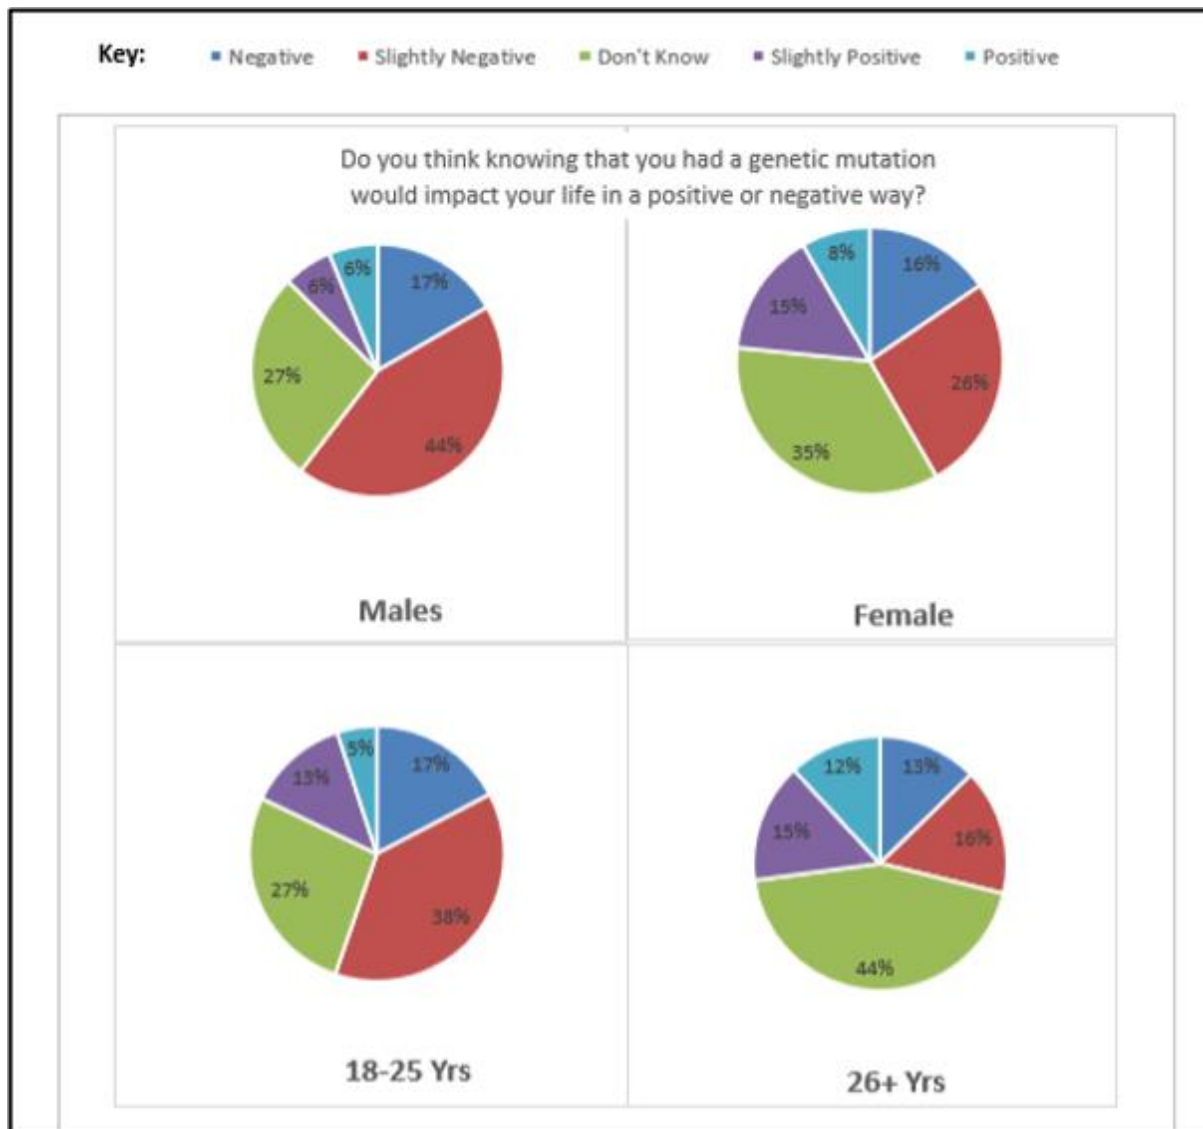 Key: Negative Slightly Negative Don't Know Slightly Positive Positive
Do you think knowing that you had a genetic mutation
would impact your life in a positive or negative way?
6% 6% 17% 27% 44%
Males
8% 16% 15% 26% 35%
Female
5% 17% 13% 27% 38%
18-25 Yrs
12% 13% 15% 16% 44%
26+ Yrs